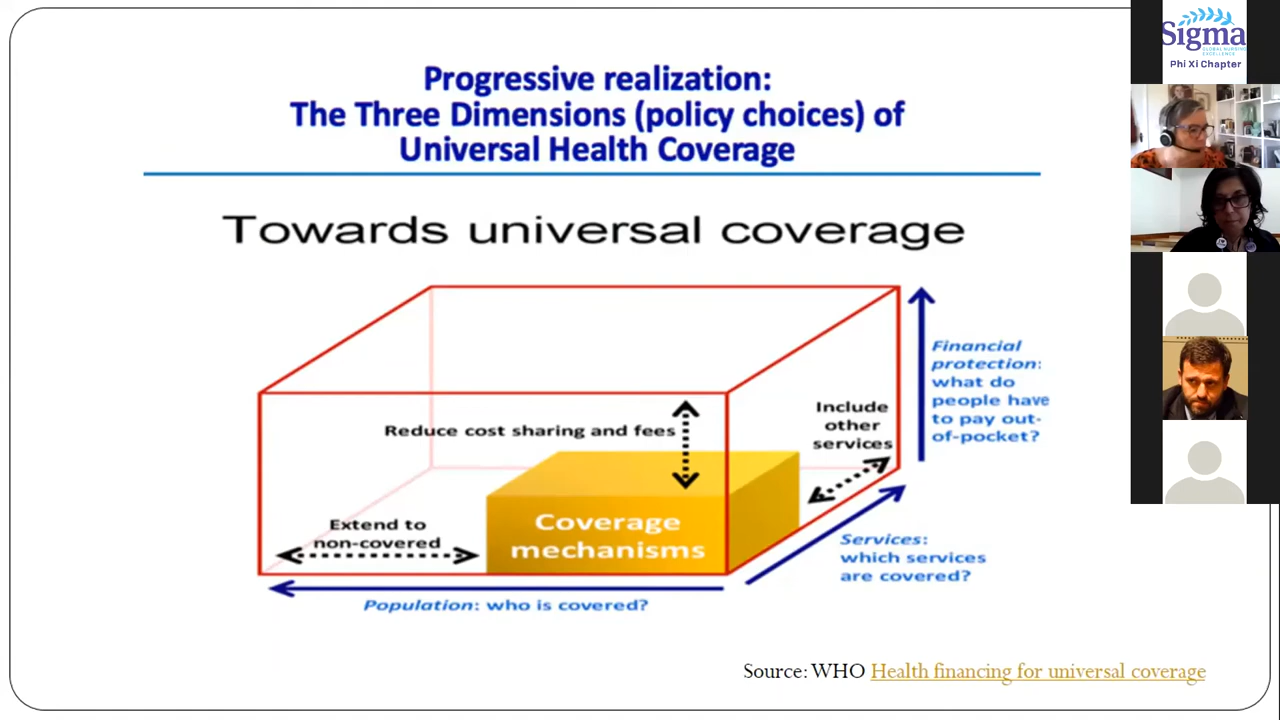 Progressive realization:
The Three Dimensions (policy choices) of
Universal Health Coverage
Towards universal coverage
Financial
protection:
what do
people have
to pay out-
of-pocket?
Include
other
services
Reduce cost sharing and fees
Extend to
non-covered
Coverage
mechanisms
Services:
which services
are covered?
Population: who is covered?
Source: WHO Health financing for universal coverage
Sigma
GLOBAL NURSING
EXCELLENCE
Phi Xi Chapter